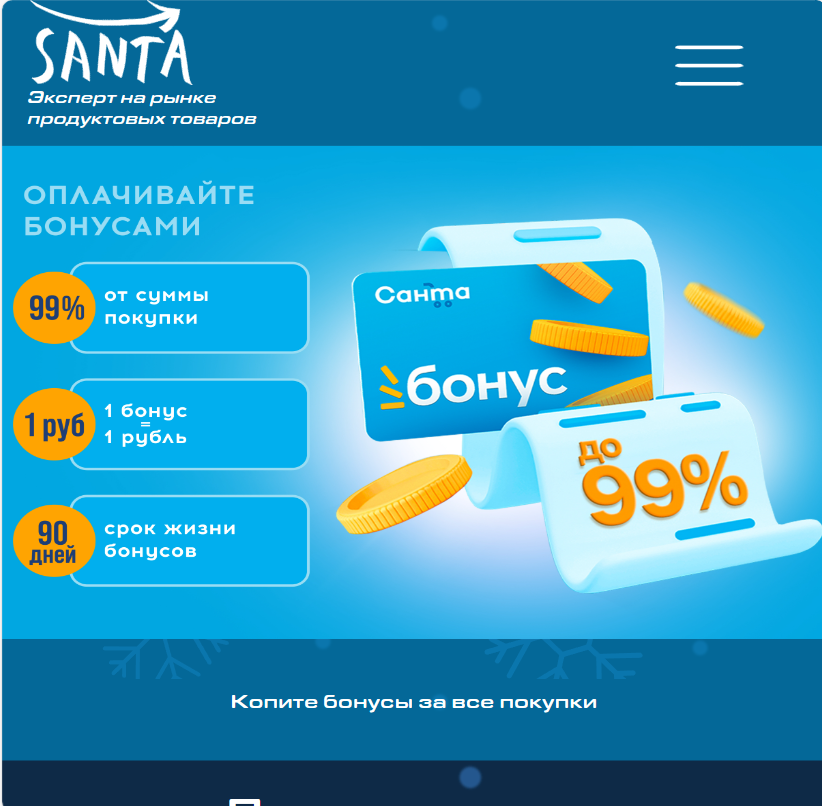 SANTA
Эксперт на рынке
продуктовых товаров
ОПЛАЧИВАЙТЕ
БОНУСАМИ
99%
от суммы
покупки
1 руб
1 бонус
=
1 рубль
90
дней
срок жизни
бонусов
Санта
бонус
до
99%
Копите бонусы за все покупки